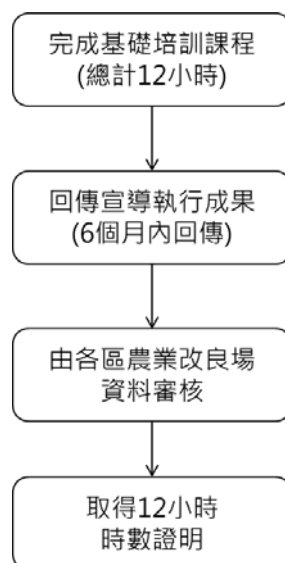 完成基礎培訓課程
(總計12小時)
回傳宣導執行成果
(6個月內回傳)
由各區農業改良場
資料審核
取得12小時
時數證明